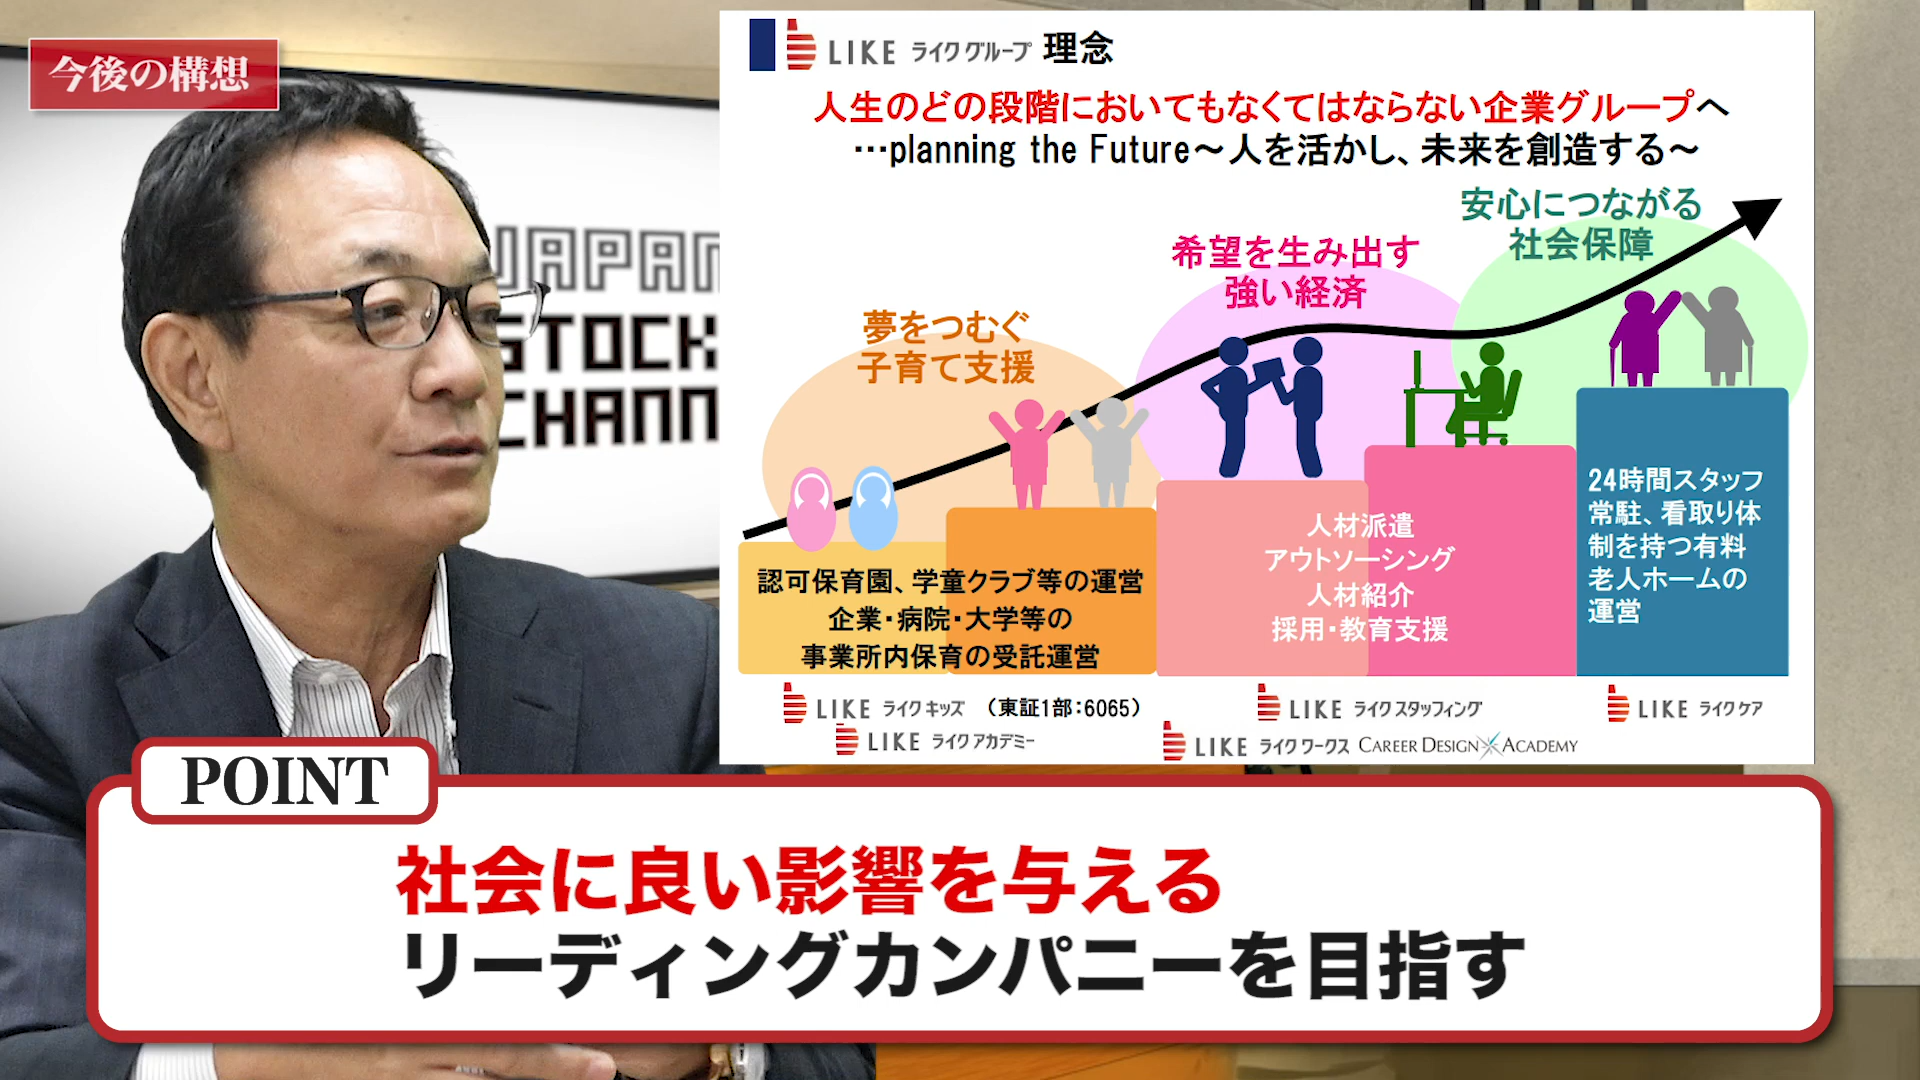 今後の構想
JAPAN
STOCK
CHANN
LIKE ライクグループ 理念
人生のどの段階においてもなくてはならない企業グループへ
…planning the Future～人を活かし、未来を創造する～
夢をつむぐ
子育て支援
希望を生み出す
強い経済
安心につながる
社会保障
認可保育園、学童クラブ等の運営
企業・病院・大学等の
事業所内保育の受託運営
人材派遣
アウトソーシング
人材紹介
採用・教育支援
24時間スタッフ
常駐、看取り体
制を持つ有料
老人ホームの
運営
LIKE ライクキッズ （東証1部：6065）
LIKE ライクアカデミー
LIKE ライクスタッフィング
LIKE ライクワークス CAREER DESIGN ACADEMY
LIKE ライクケア
POINT
社会に良い影響を与える
リーディングカンパニーを目指す